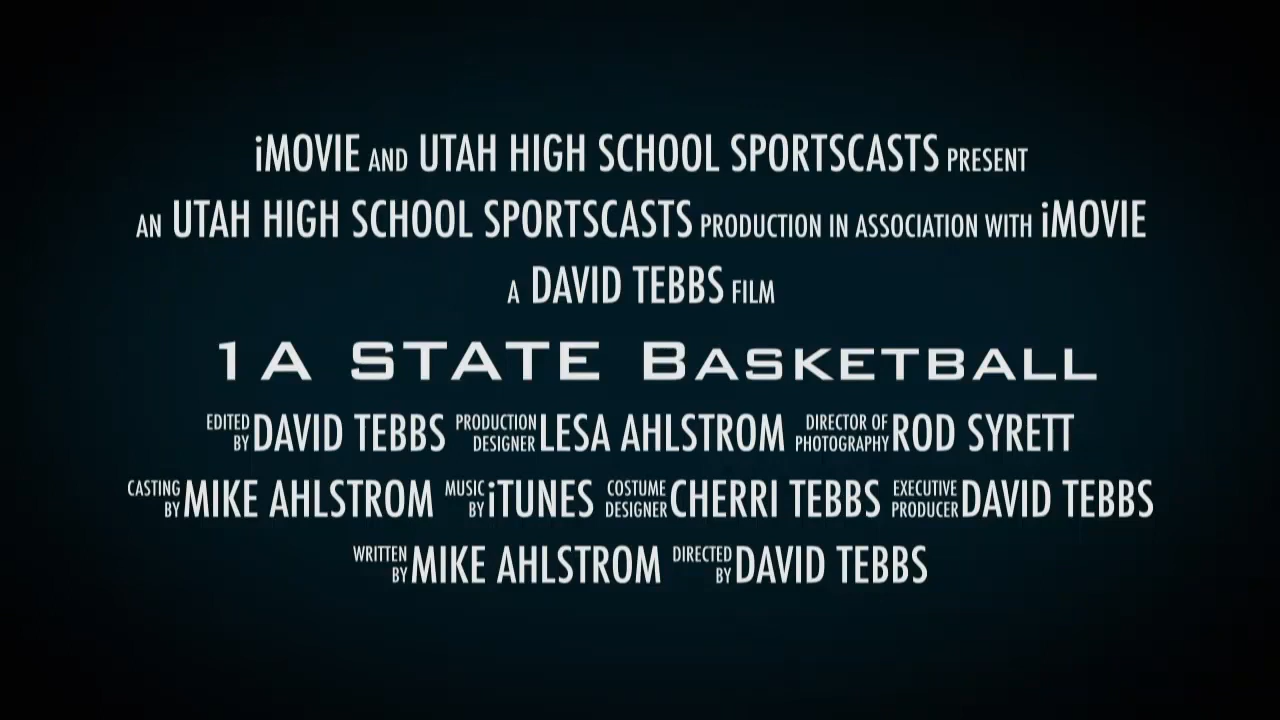 iMOVIE AND UTAH HIGH SCHOOL SPORTSCASTS PRESENT
AN UTAH HIGH SCHOOL SPORTSCASTS PRODUCTION IN ASSOCIATION WITH iMOVIE
A DAVID TEBBS FILM
1A STATE BASKETBALL
EDITED BY DAVID TEBBS PRODUCTION DESIGNER LESA AHLSTROM DIRECTOR OF PHOTOGRAPHY ROD SYRETT
CASTING BY MIKE AHLSTROM MUSIC BY iTUNES COSTUME DESIGNER CHERRI TEBBS EXECUTIVE PRODUCER DAVID TEBBS
WRITTEN BY MIKE AHLSTROM DIRECTED BY DAVID TEBBS